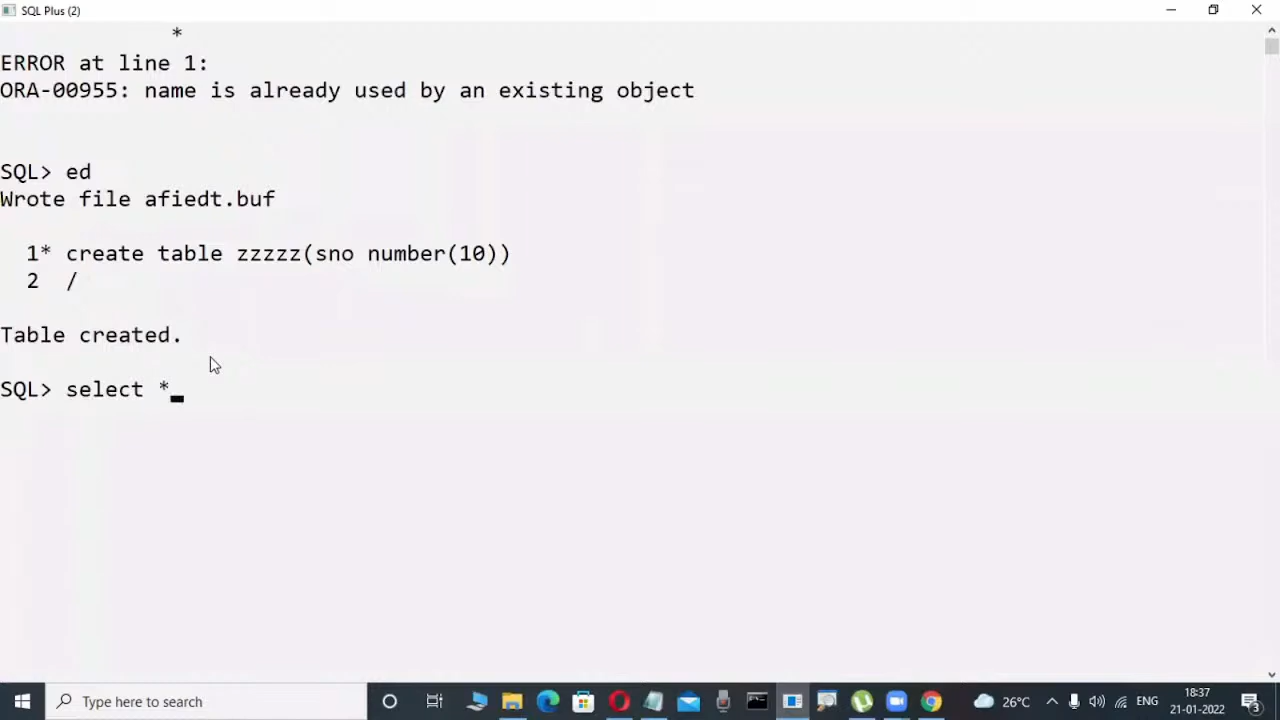 SQL Plus (2)
*
ERROR at line 1:
ORA-00955: name is already used by an existing object
SQL> ed
Wrote file afiedt.buf
1* create table zzzzz(sno number(10))
2 /
Table created.
SQL> select *
Type here to search
26°C
ENG
18:37
21-01-2022
3